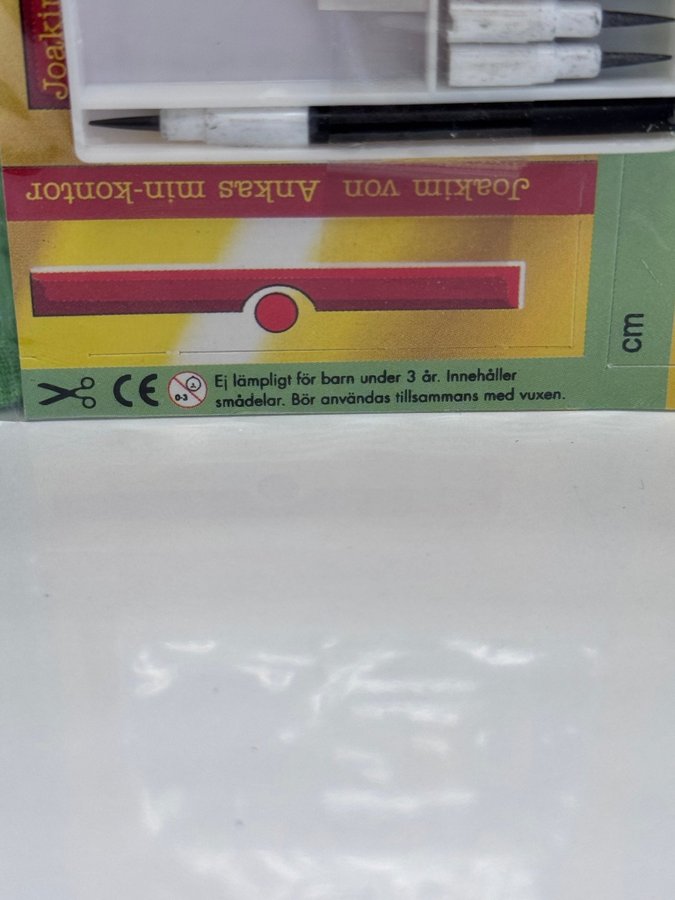 Joakim
Joakim von Ankas min-kontor
cm
CE
0-3
Ej lämpligt för barn under 3 år. Innehåller
smådelar. Bör användas tillsammans med vuxen.